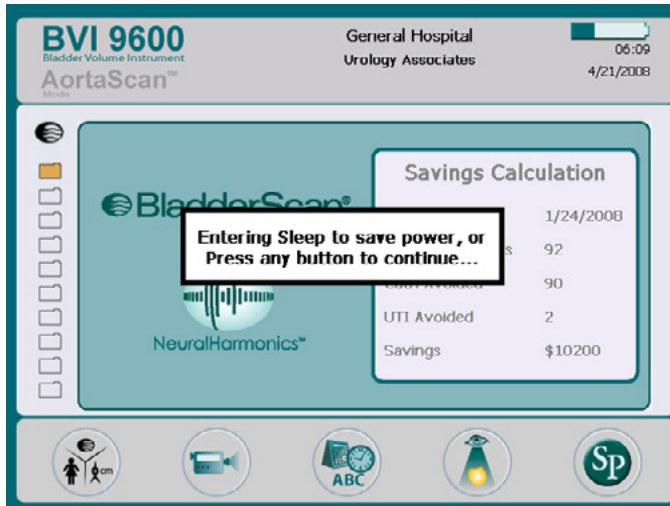 BVI 9600
Bladder Volume Instrument
AortaScan™
Mode
General Hospital
Urology Associates
06:09
4/21/2008
BladderScan®
NeuralHarmonics™
Savings Calculation
1/24/2008
92
90
UTI Avoided 2
Savings $10200
Entering Sleep to save power, or
Press any button to continue...
cm
ABC
SP